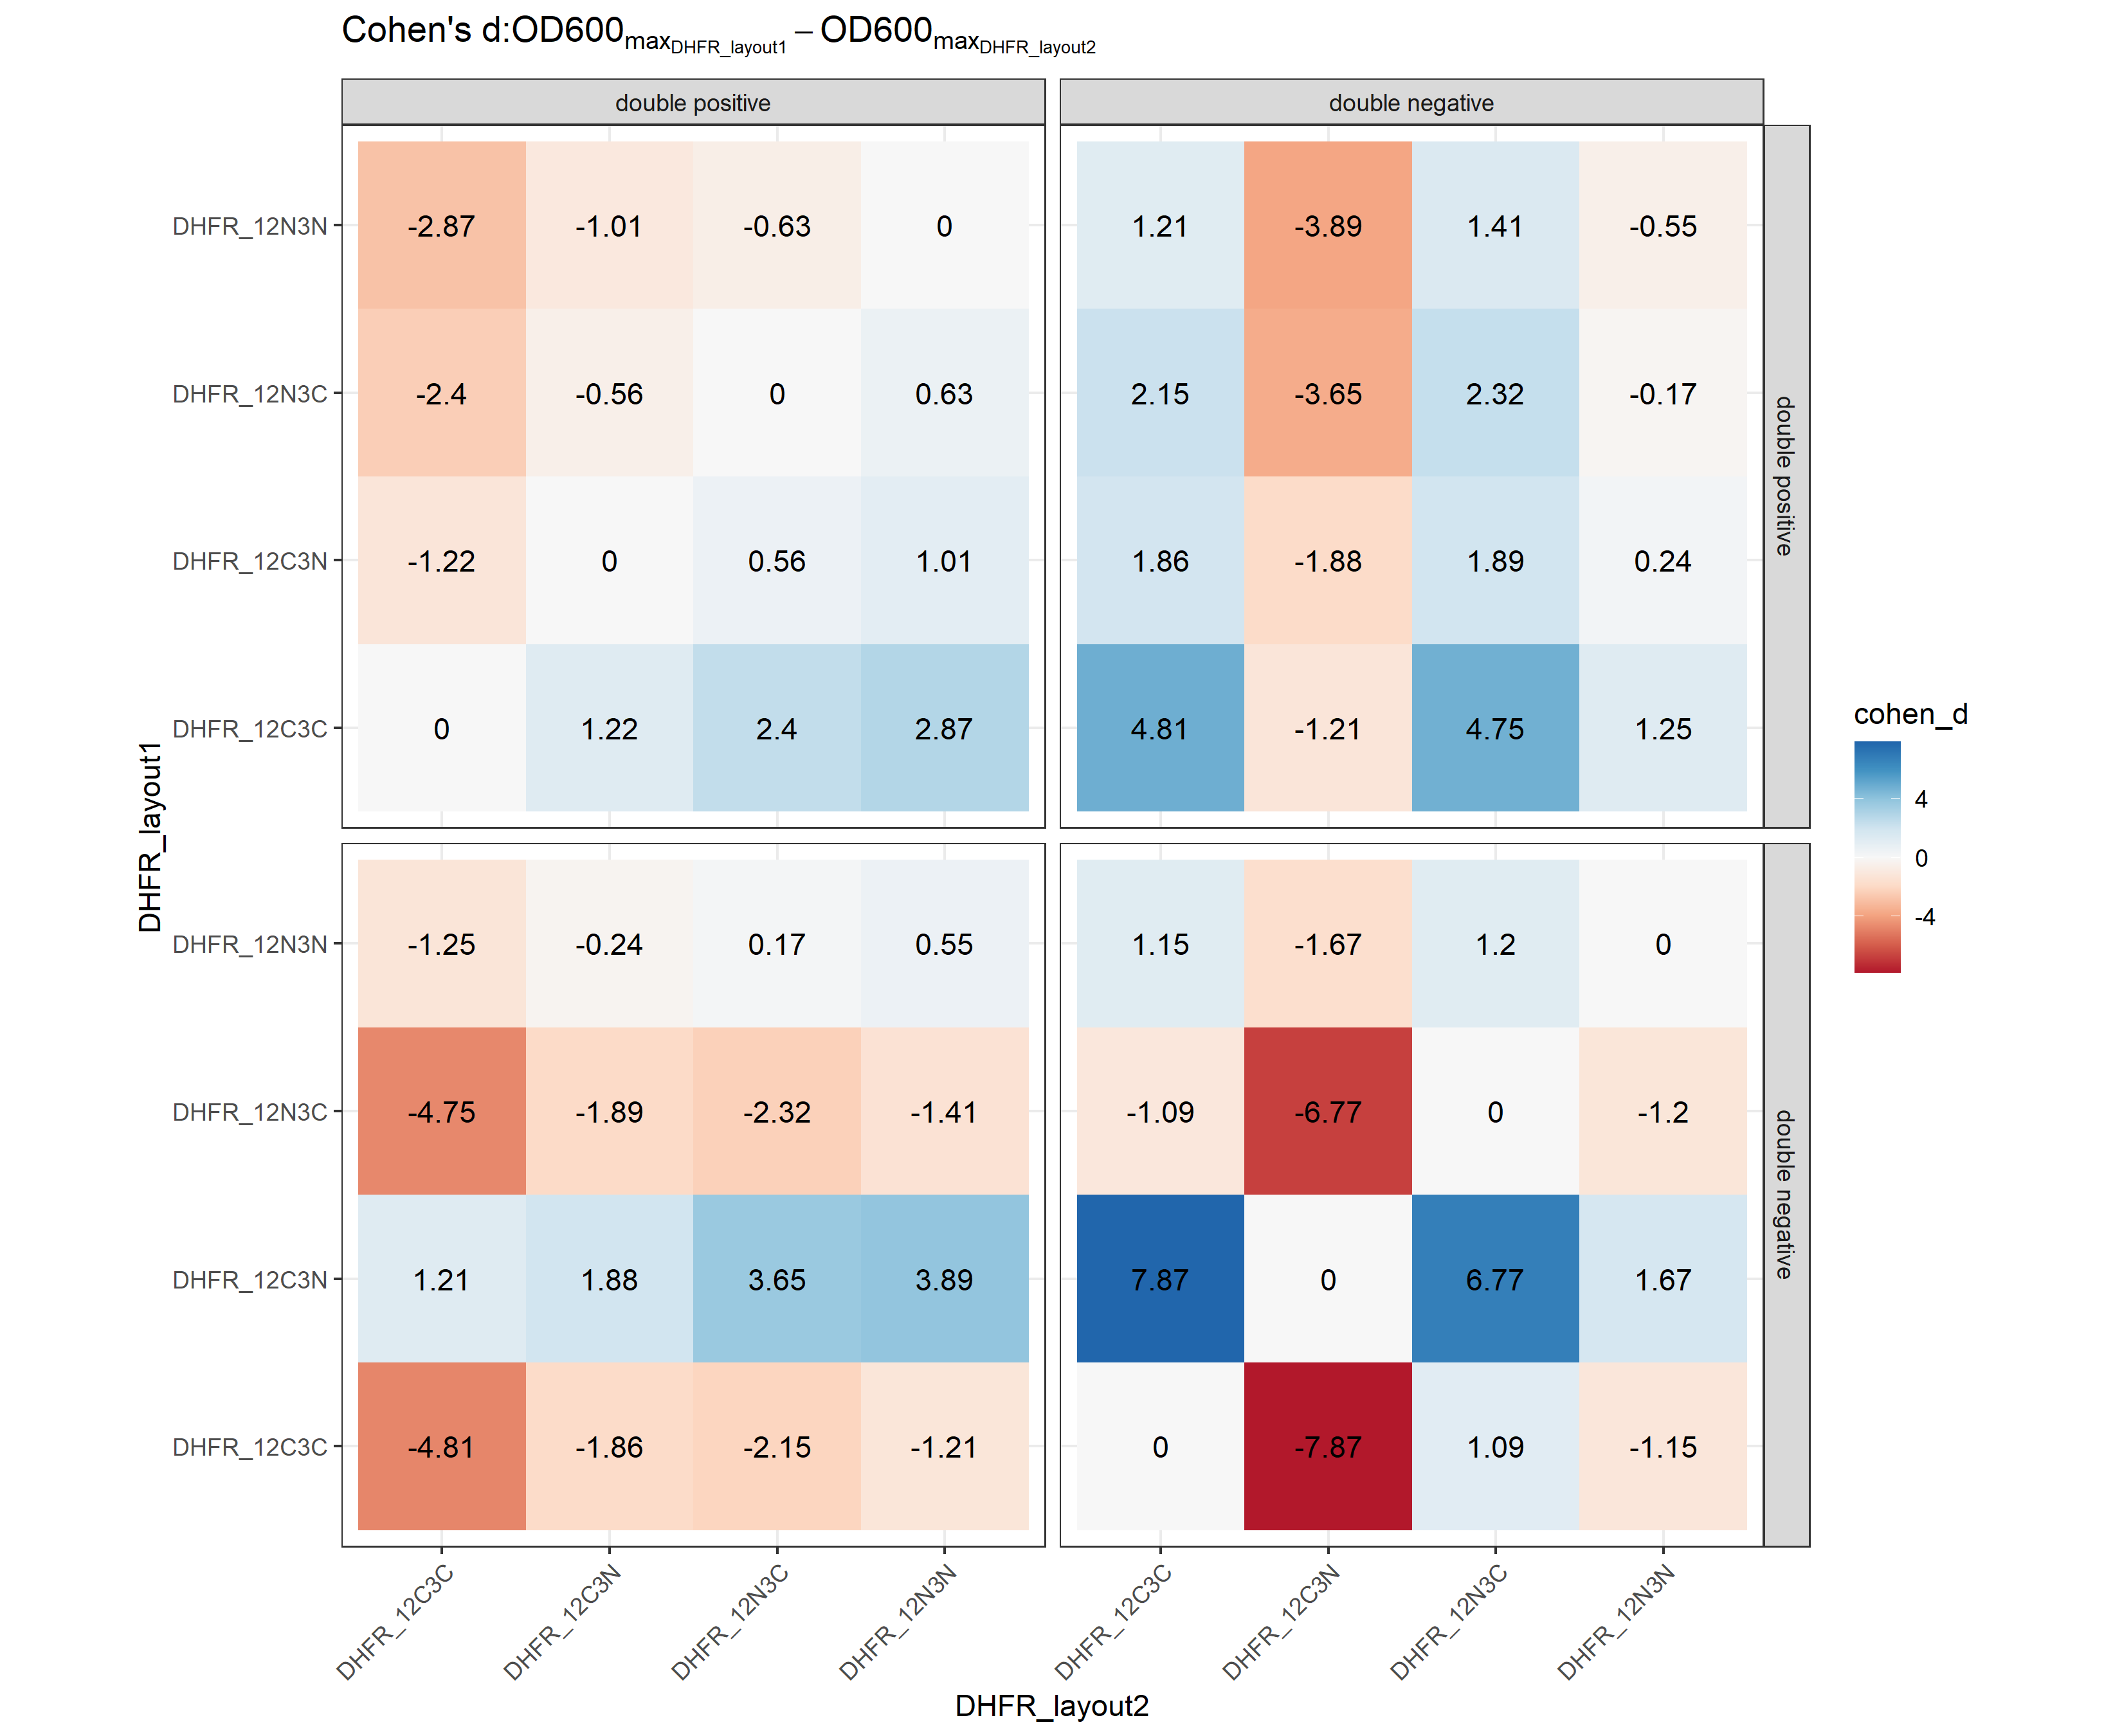 Cohen's d:OD600maxDHFR_layout1 – OD600maxDHFR_layout2
double positive double negative
DHFR_12N3N -2.87 -1.01 -0.63 0 1.21 -3.89 1.41 -0.55
DHFR_12N3C -2.4 -0.56 0 0.63 2.15 -3.65 2.32 -0.17
double positive
DHFR_12C3N -1.22 0 0.56 1.01 1.86 -1.88 1.89 0.24
DHFR_12C3C 0 1.22 2.4 2.87 4.81 -1.21 4.75 1.25
DHFR_layout1
DHFR_12N3N -1.25 -0.24 0.17 0.55 1.15 -1.67 1.2 0
DHFR_12N3C -4.75 -1.89 -2.32 -1.41 -1.09 -6.77 0 -1.2
double negative
DHFR_12C3N 1.21 1.88 3.65 3.89 7.87 0 6.77 1.67
DHFR_12C3C -4.81 -1.86 -2.15 -1.21 0 -7.87 1.09 -1.15
DHFR_12C3C DHFR_12C3N DHFR_12N3C DHFR_12N3N DHFR_12C3C DHFR_12C3N DHFR_12N3C DHFR_12N3N
DHFR_layout2
cohen_d
4
0
-4